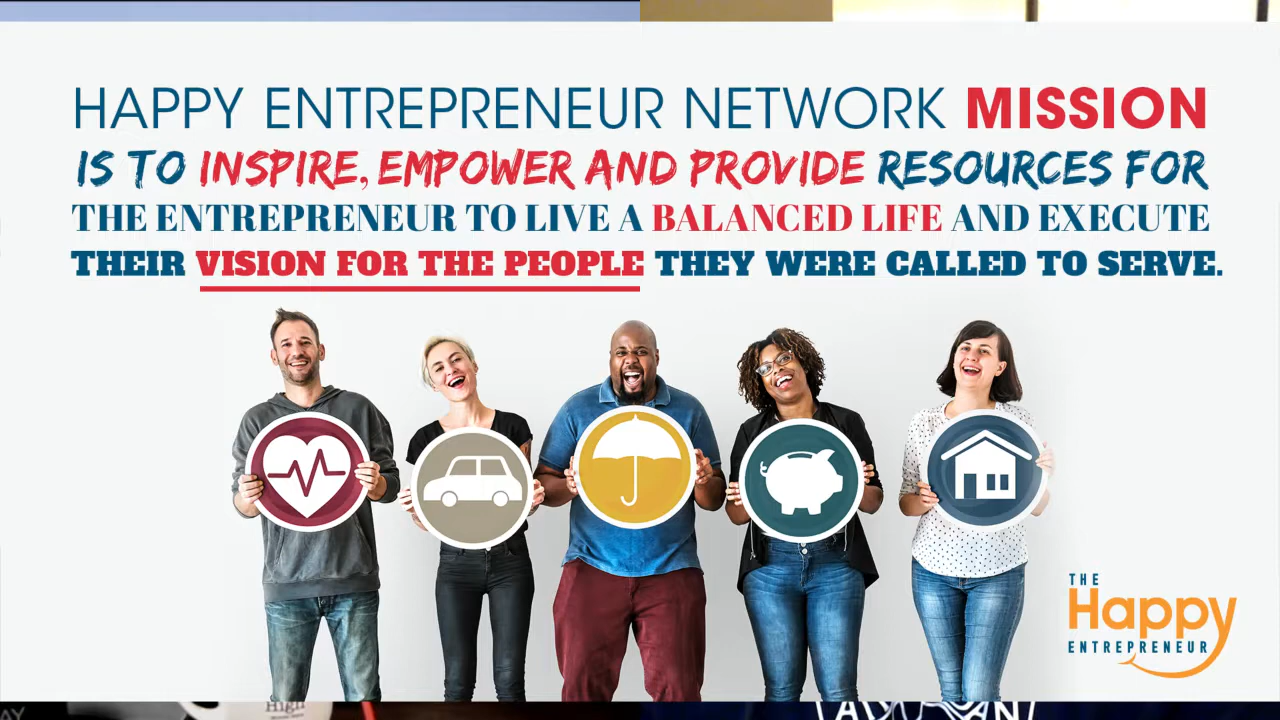 HAPPY ENTREPRENEUR NETWORK MISSION
IS TO INSPIRE, EMPOWER AND PROVIDE RESOURCES FOR
THE ENTREPRENEUR TO LIVE A BALANCED LIFE AND EXECUTE
THEIR VISION FOR THE PEOPLE THEY WERE CALLED TO SERVE.
THE
Happy
ENTREPRENEUR
High